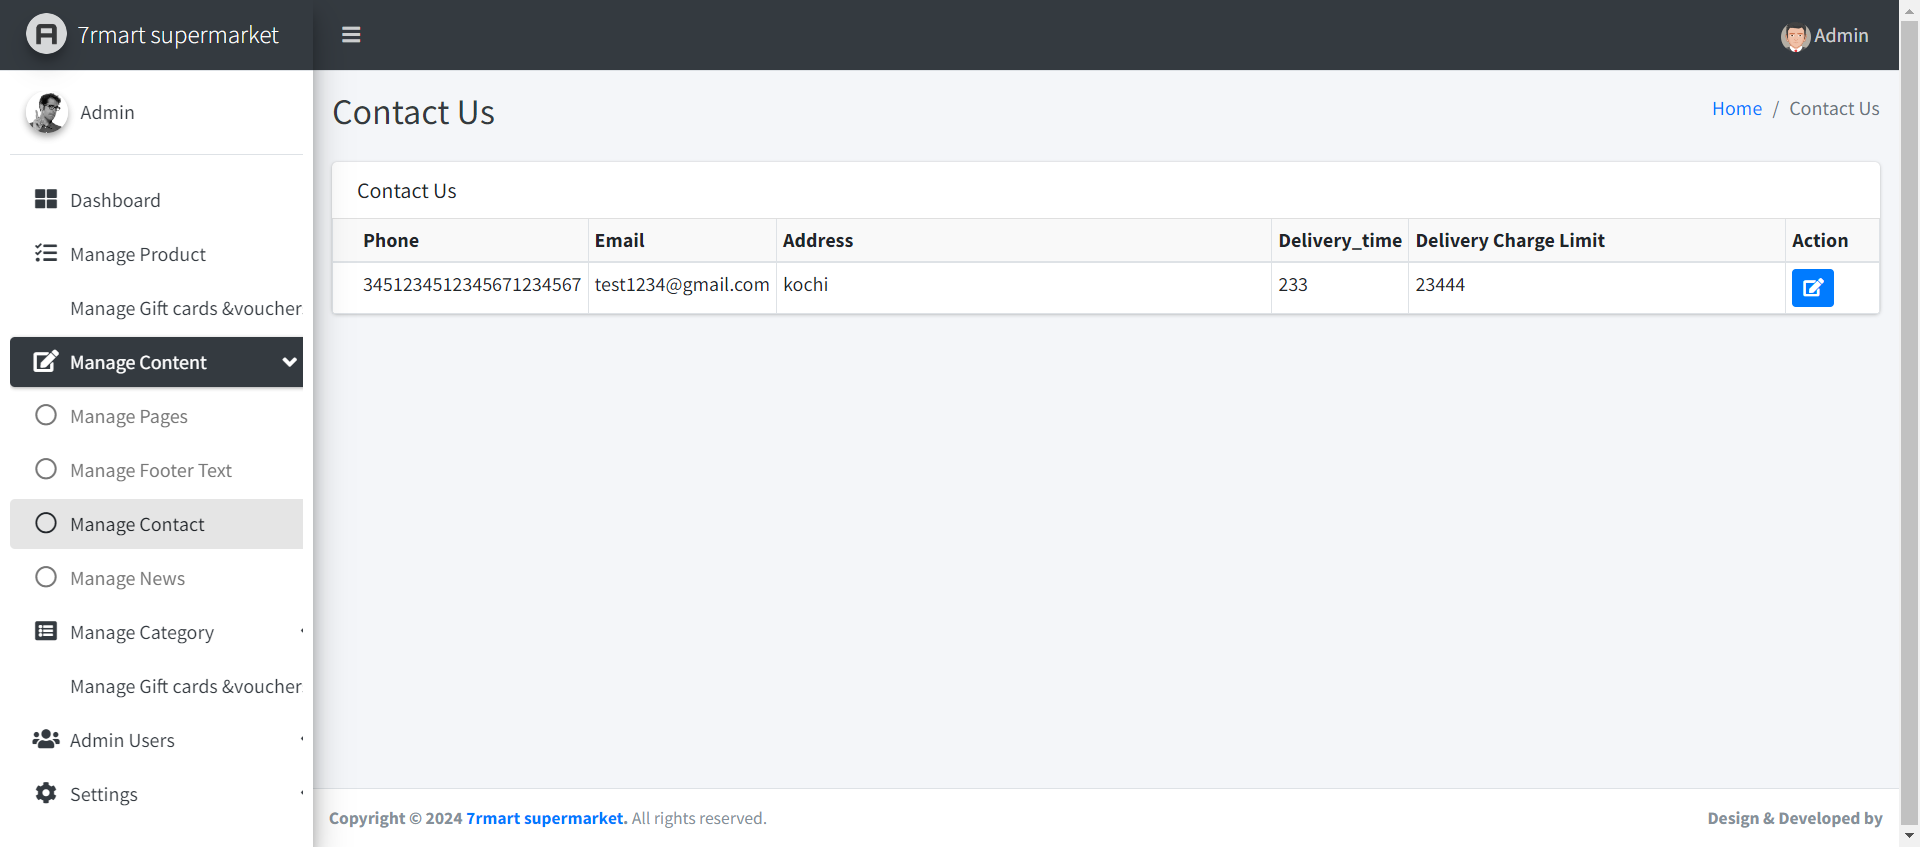 7rmart supermarket
Admin
Admin
Contact Us
Home / Contact Us
Dashboard
Manage Product
Manage Gift cards &voucher
Manage Content
Manage Pages
Manage Footer Text
Manage Contact
Manage News
Manage Category
Manage Gift cards &voucher
Admin Users
Settings
Contact Us
Phone Email Address Delivery_time Delivery Charge Limit Action
3451234512345671234567 test1234@gmail.com kochi 233 23444
Copyright © 2024 7rmart supermarket. All rights reserved.
Design & Developed by